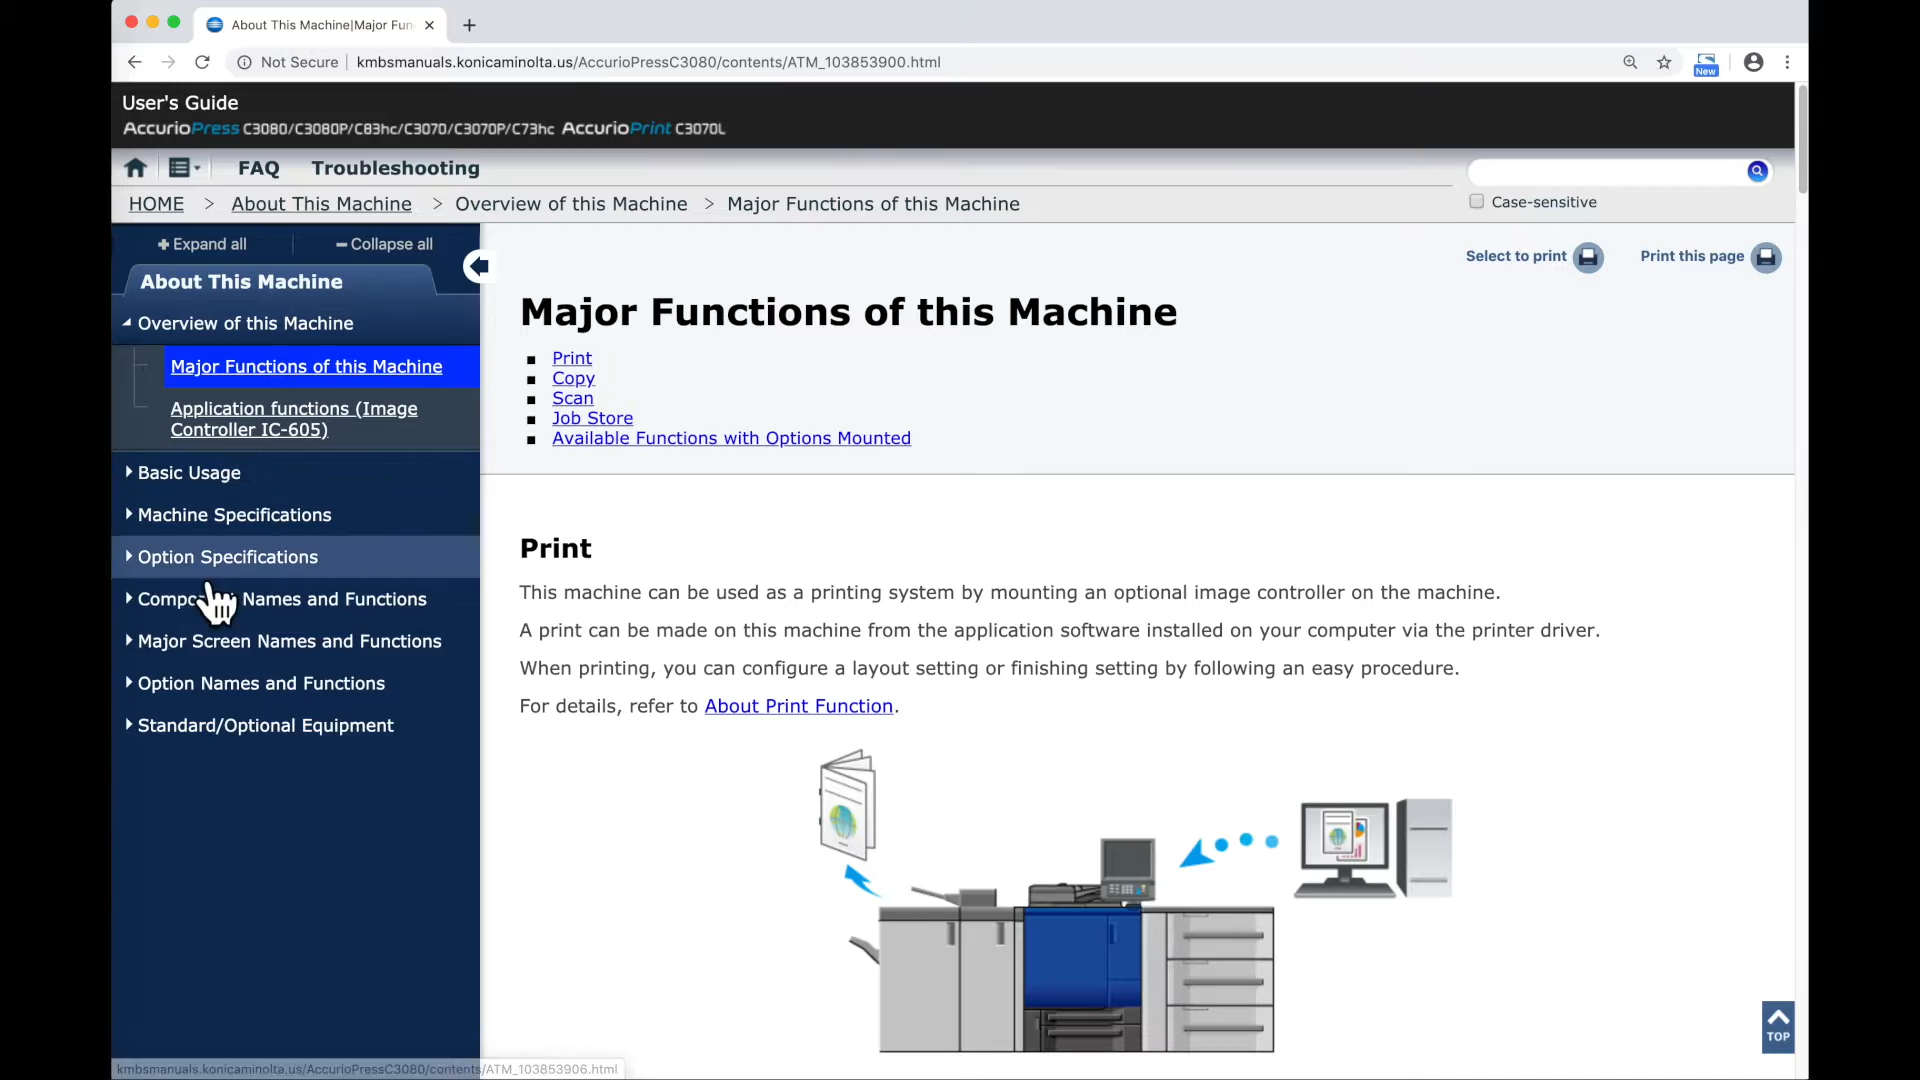 About This Machine|Major Fun
Not Secure
kmbsmanuals.konicaminolta.us/AccurioPressC3080/contents/ATM_103853900.html
New
User's Guide
AccurioPress C3080/C3080P/C83hc/C3070/C3070P/C73hc AccurioPrint C3070L
FAQ Troubleshooting
HOME > About This Machine > Overview of this Machine > Major Functions of this Machine
Case-sensitive
Expand all
Collapse all
About This Machine
Overview of this Machine
Major Functions of this Machine
Application functions (Image
Controller IC-605)
Basic Usage
Machine Specifications
Option Specifications
Names and Functions
Major Screen Names and Functions
Option Names and Functions
Standard/Optional Equipment
Select to print
Print this page
Major Functions of this Machine
Print
Copy
Scan
Job Store
Available Functions with Options Mounted
Print
This machine can be used as a printing system by mounting an optional image controller on the machine.
A print can be made on this machine from the application software installed on your computer via the printer driver.
When printing, you can configure a layout setting or finishing setting by following an easy procedure.
For details, refer to About Print Function.
TOP
kmbsmanuals.konicaminolta.us/AccurioPressC3080/contents/ATM_103853906.html